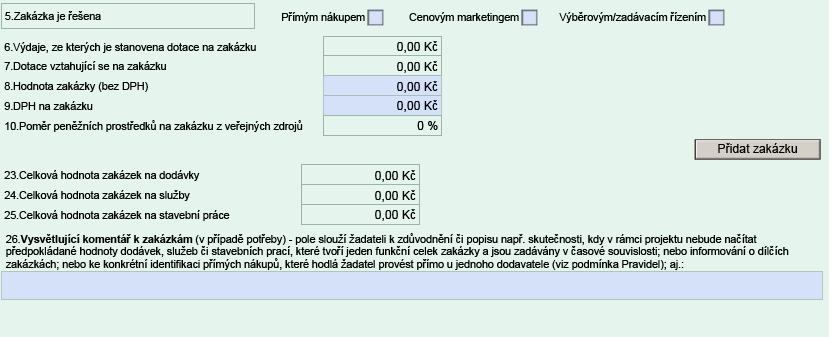 5.Zakázka je řešena Přímým nákupem Cenovým marketingem Výběrovým/zadávacím řízením
6.Výdaje, ze kterých je stanovena dotace na zakázku 0,00 Kč
7.Dotace vztahující se na zakázku 0,00 Kč
8.Hodnota zakázky (bez DPH) 0,00 Kč
9.DPH na zakázku 0,00 Kč
10.Poměr peněžních prostředků na zakázku z veřejných zdrojů 0 %
Přidat zakázku
23.Celková hodnota zakázek na dodávky 0,00 Kč
24.Celková hodnota zakázek na služby 0,00 Kč
25.Celková hodnota zakázek na stavební práce 0,00 Kč
26.Vysvětlující komentář k zakázkám (v případě potřeby) - pole slouží žadateli k zdůvodnění či popisu např. skutečnosti, kdy v rámci projektu nebude načítat
předpokládané hodnoty dodávek, služeb či stavebních prací, které tvoří jeden funkční celek zakázky a jsou zadávány v časové souvislosti; nebo informování o dílčích
zakázkách; nebo ke konkrétní identifikaci přímých nákupů, které hodlá žadatel provést přímo u jednoho dodavatele (viz podmínka Pravidel); aj.: